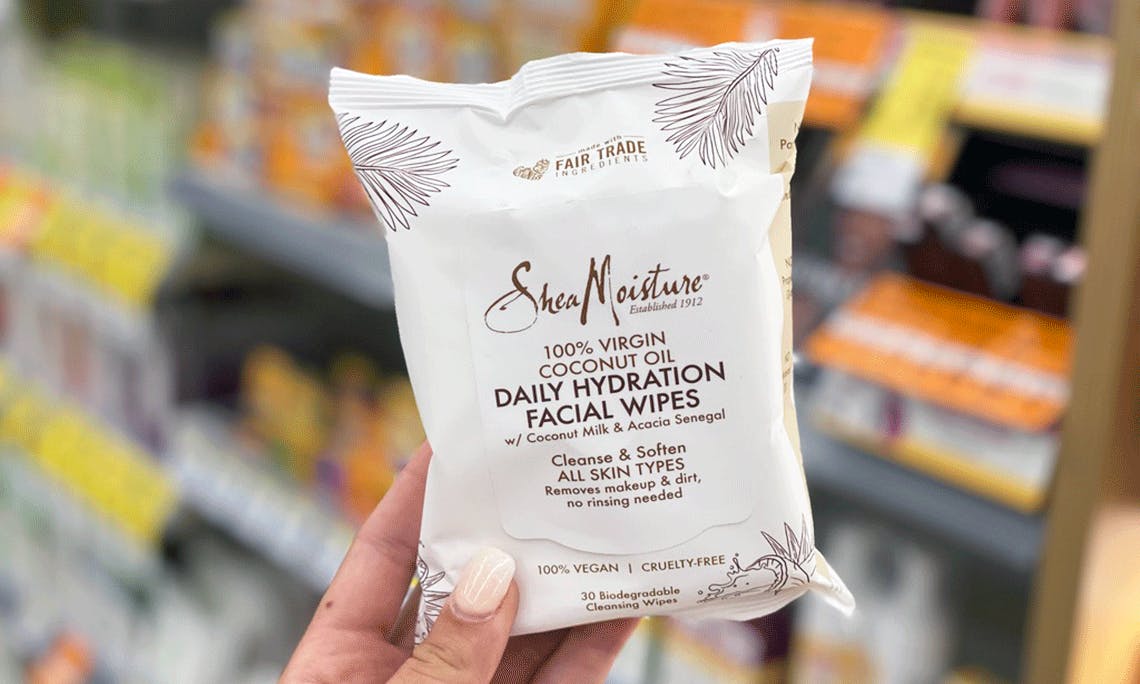 made with
FAIR TRADE
INGREDIENTS
SheaMoisture®
Established 1912
100% VIRGIN
COCONUT OIL
DAILY HYDRATION
FACIAL WIPES
w/ Coconut Milk & Acacia Senegal
Cleanse & Soften
ALL SKIN TYPES
Removes makeup & dirt,
no rinsing needed
100% VEGAN | CRUELTY-FREE
30 Biodegradable
Cleansing Wipes